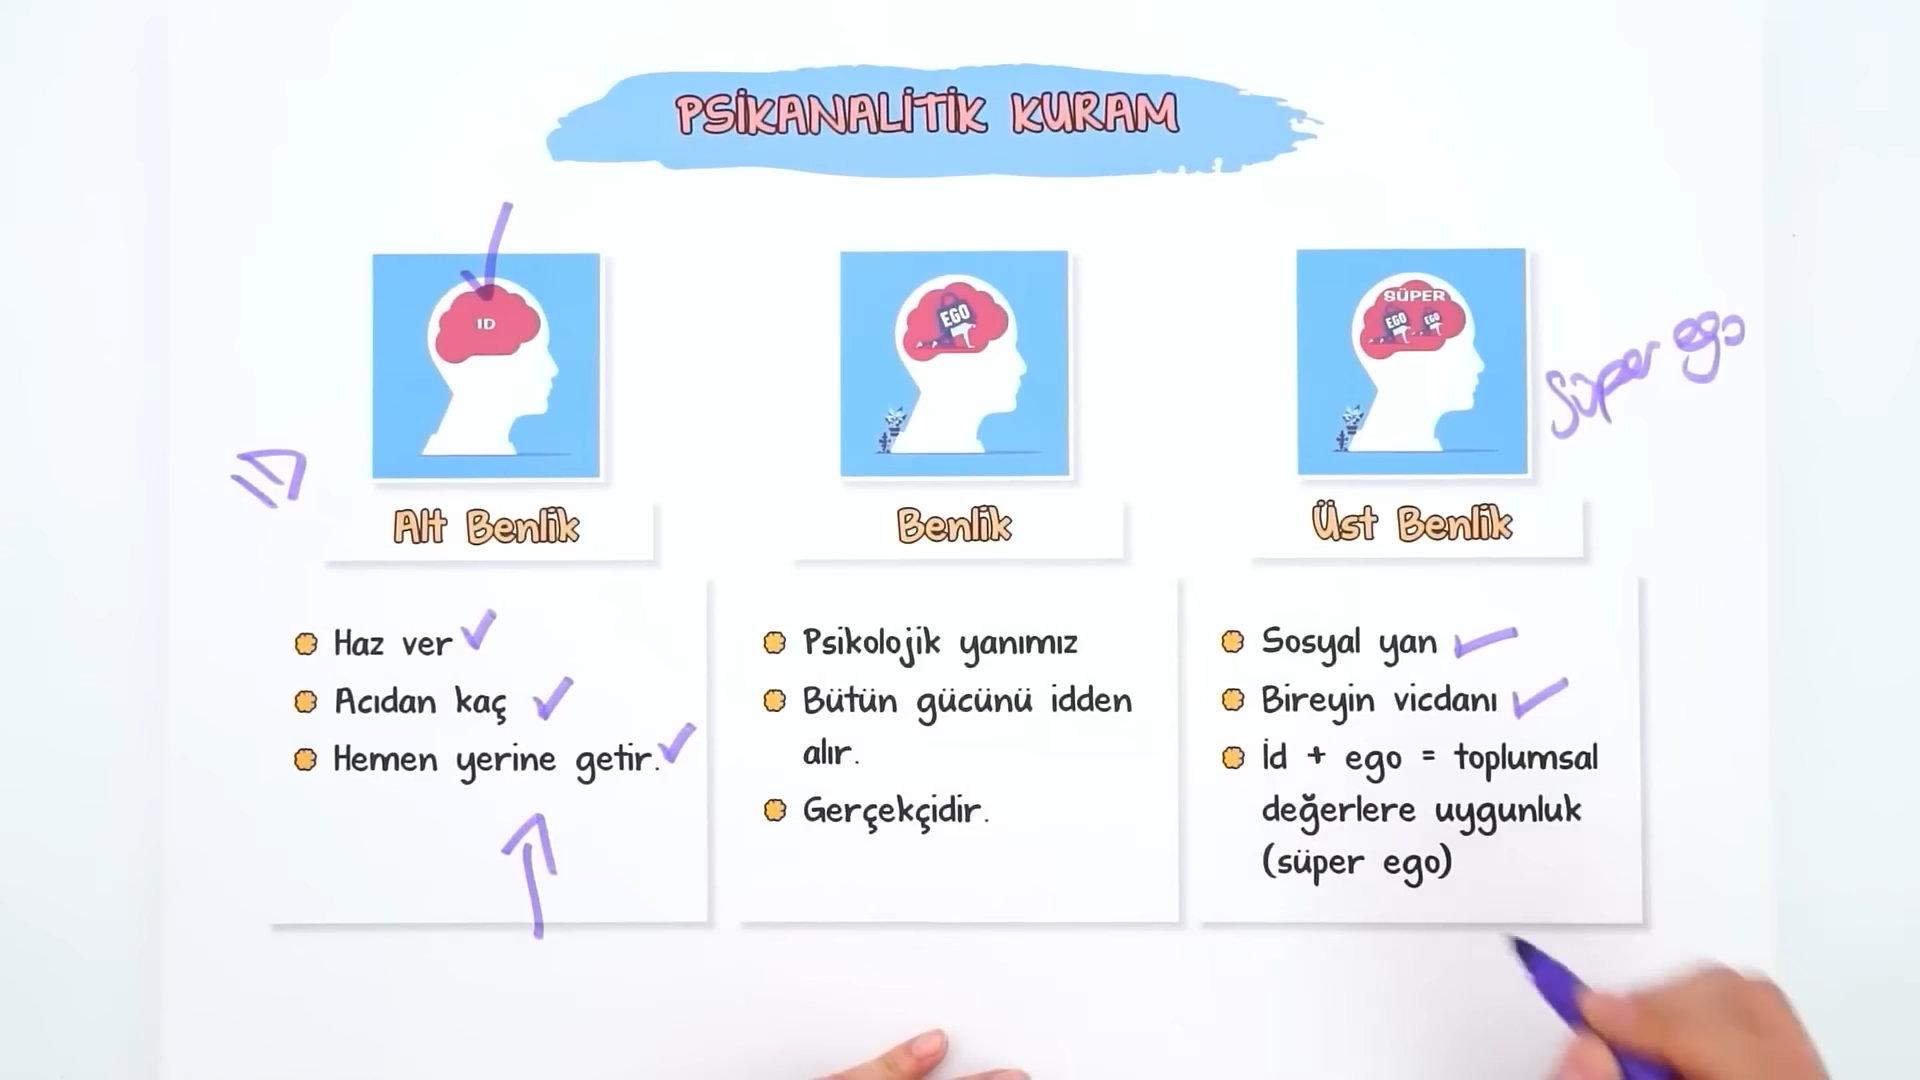 PSİKANALİTİK KURAM
ID
EGO
SÜPER
EGO EGO
Süper ego
ID
Alt Benlik
Benlik
Üst Benlik
Haz ver
Acıdan kaç
Hemen yerine getir.
Psikolojik yanımız
Bütün gücünü idden
alır.
Gerçekçidir.
Sosyal yan
Bireyin vicdanı
İd + ego = toplumsal
değerlere uygunluk
(süper ego)